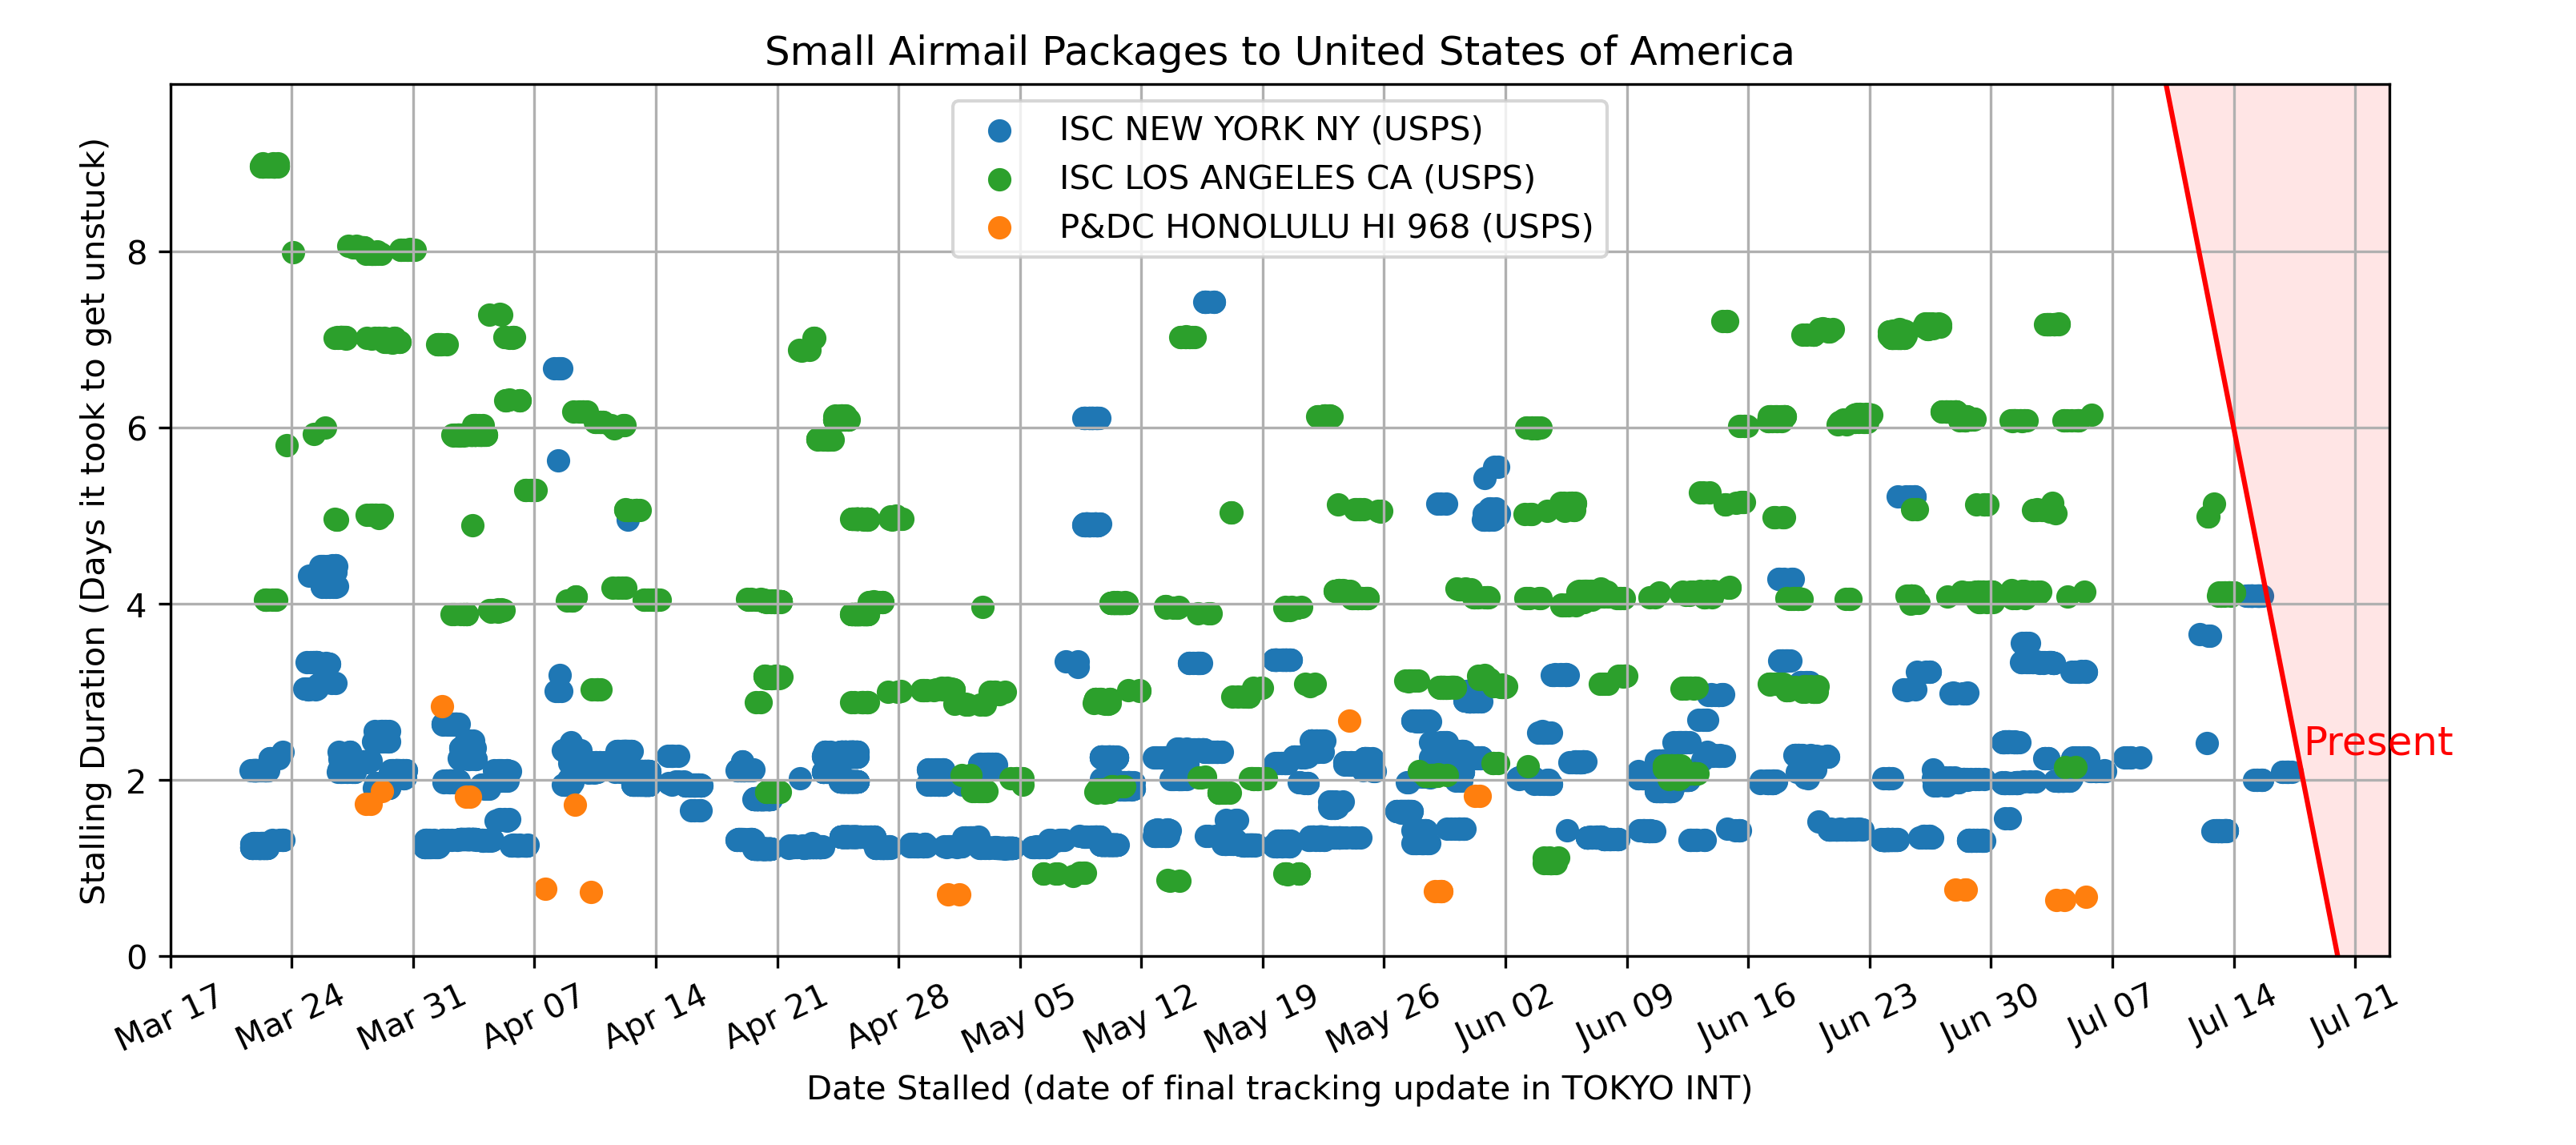 Small Airmail Packages to United States of America
ISC NEW YORK NY (USPS)
ISC LOS ANGELES CA (USPS)
P&DC HONOLULU HI 968 (USPS)
Stalling Duration (Days it took to get unstuck)
8
6
4
2
0
Present
Mar 17
Mar 24
Mar 31
Apr 07
Apr 14
Apr 21
Apr 28
May 05
May 12
May 19
May 26
Jun 02
Jun 09
Jun 16
Jun 23
Jun 30
Jul 07
Jul 14
Jul 21
Date Stalled (date of final tracking update in TOKYO INT)